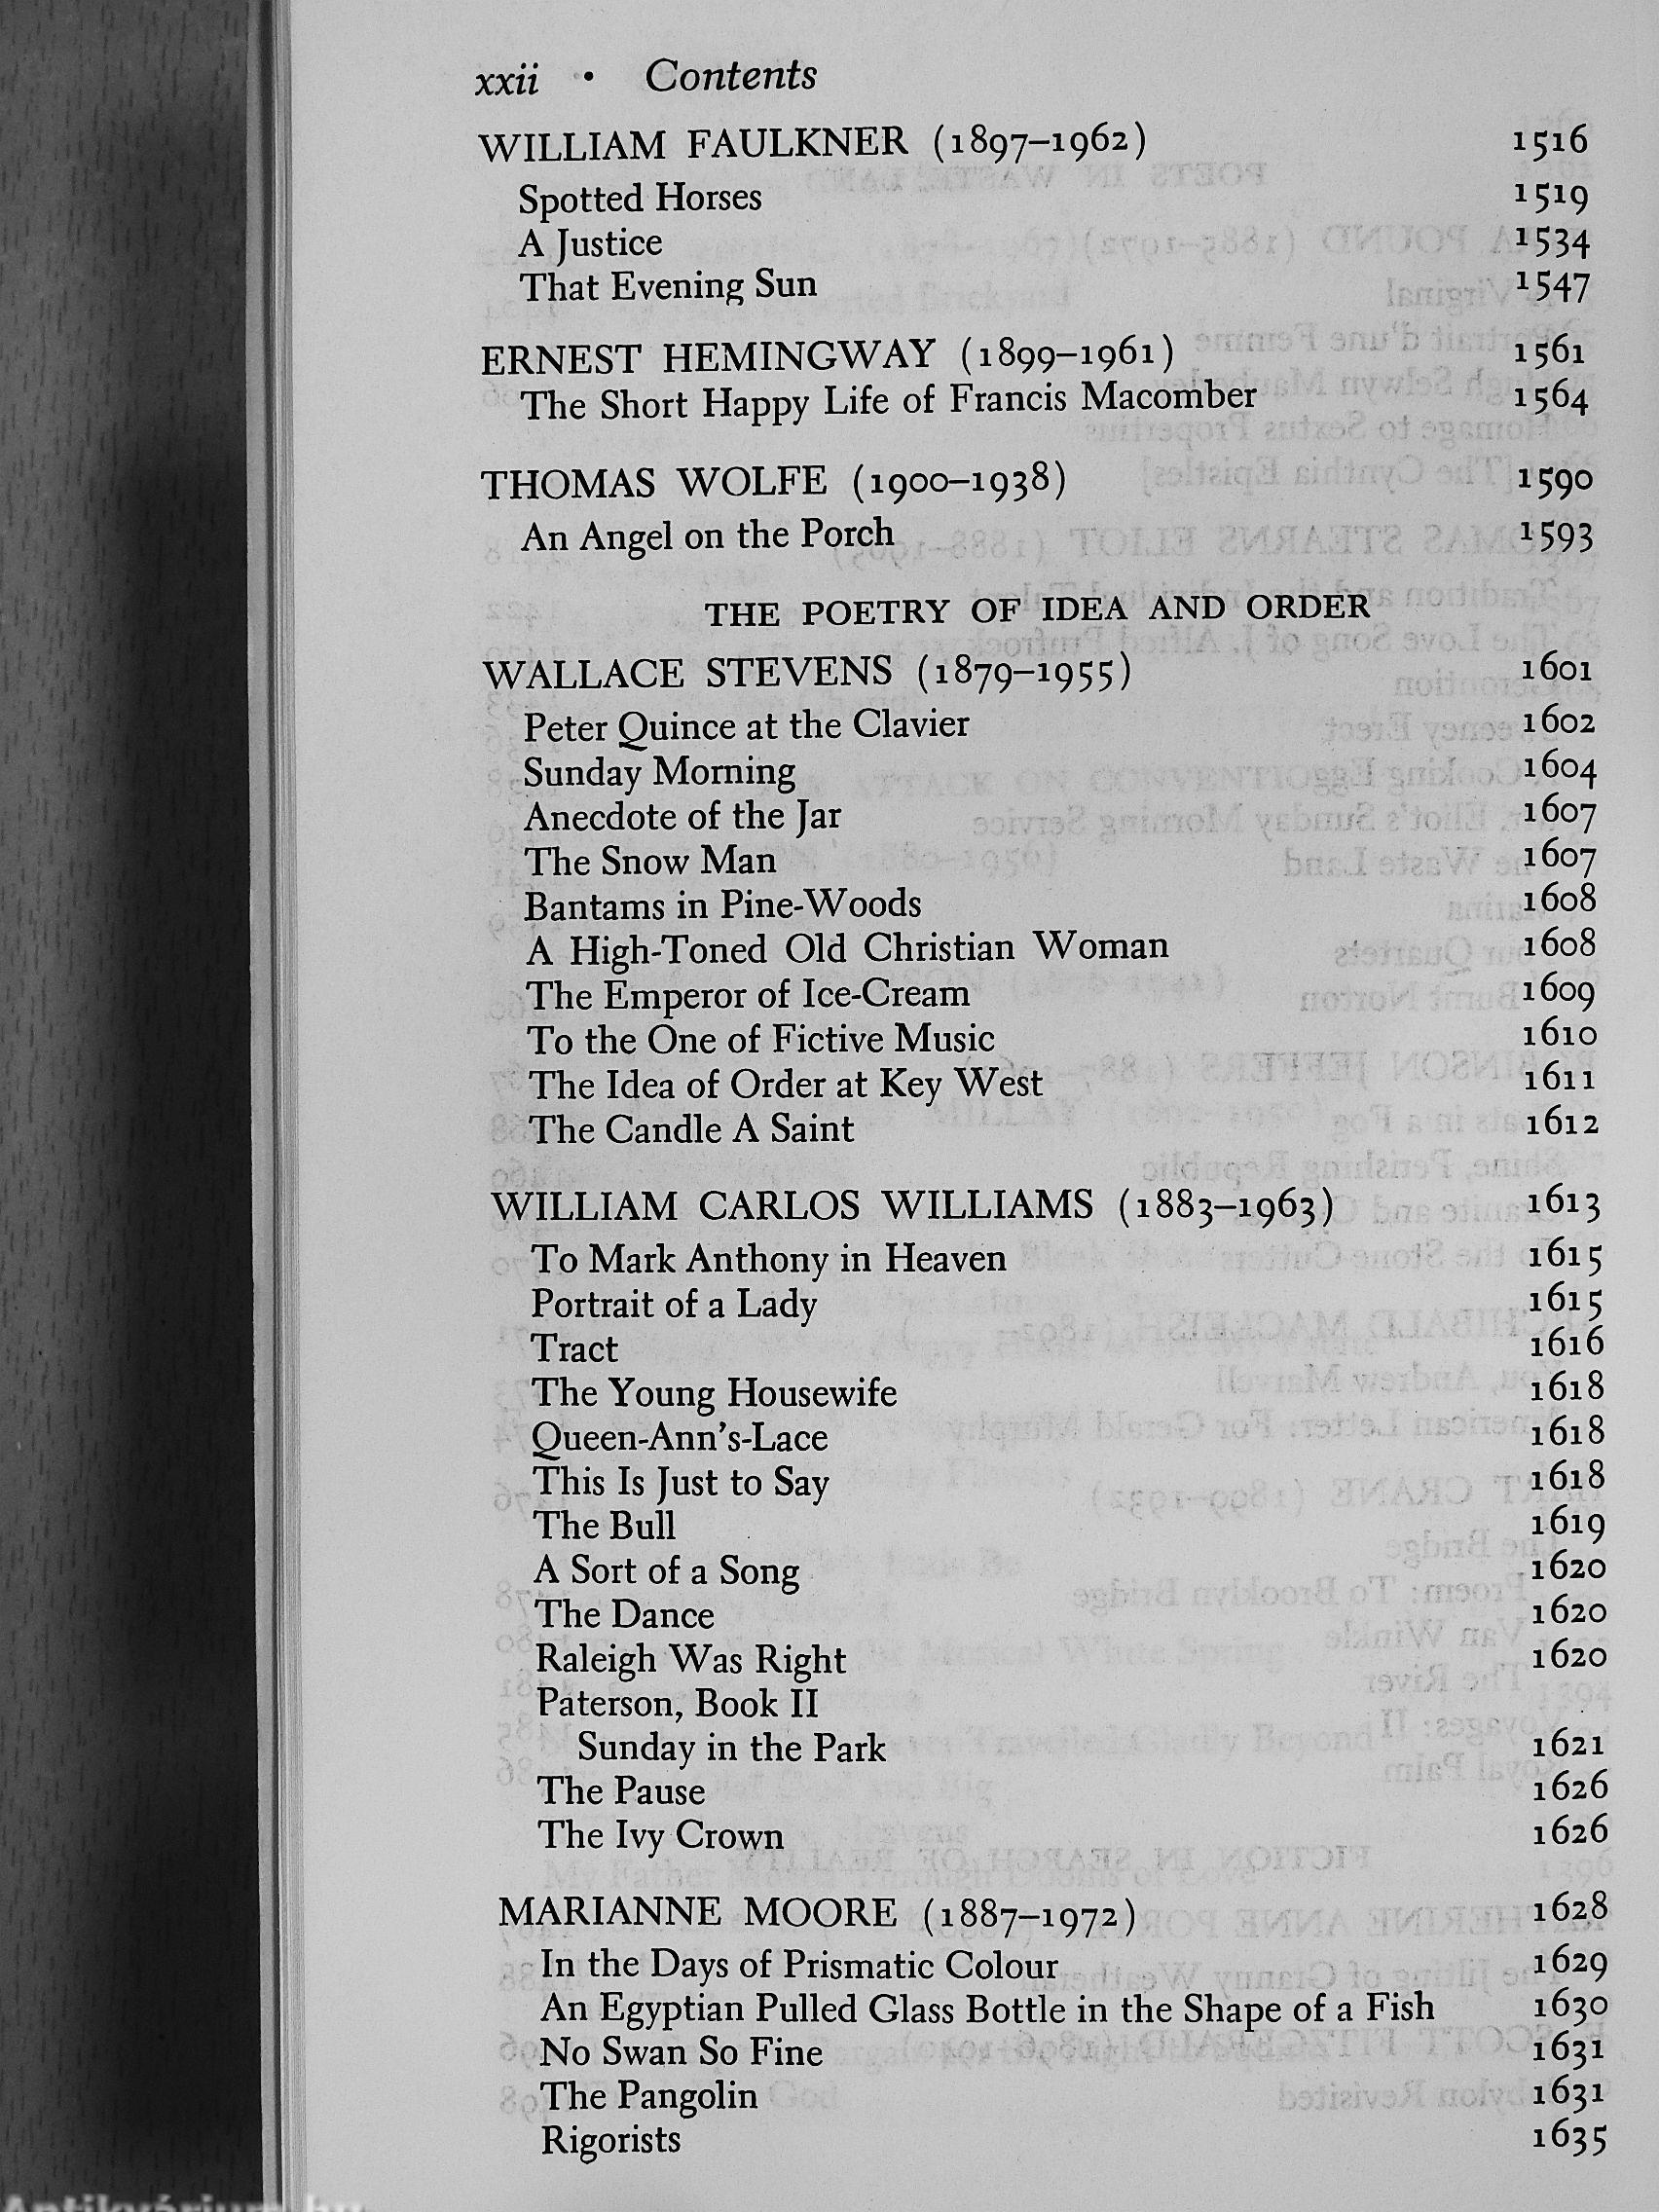 xxii • Contents
WILLIAM FAULKNER (1897–1962) 1516
Spotted Horses 1519
A Justice 1534
That Evening Sun 1547
ERNEST HEMINGWAY (1899–1961) 1561
The Short Happy Life of Francis Macomber 1564
THOMAS WOLFE (1900–1938) 1590
An Angel on the Porch 1593
THE POETRY OF IDEA AND ORDER
WALLACE STEVENS (1879–1955) 1601
Peter Quince at the Clavier 1602
Sunday Morning 1604
Anecdote of the Jar 1607
The Snow Man 1607
Bantams in Pine-Woods 1608
A High-Toned Old Christian Woman 1608
The Emperor of Ice-Cream 1609
To the One of Fictive Music 1610
The Idea of Order at Key West 1611
The Candle A Saint 1612
WILLIAM CARLOS WILLIAMS (1883–1963) 1613
To Mark Anthony in Heaven 1615
Portrait of a Lady 1615
Tract 1616
The Young Housewife 1618
Queen-Ann's-Lace 1618
This Is Just to Say 1618
The Bull 1619
A Sort of a Song 1620
The Dance 1620
Raleigh Was Right 1620
Paterson, Book II
Sunday in the Park 1621
The Pause 1626
The Ivy Crown 1626
MARIANNE MOORE (1887–1972) 1628
In the Days of Prismatic Colour 1629
An Egyptian Pulled Glass Bottle in the Shape of a Fish 1630
No Swan So Fine 1631
The Pangolin 1631
Rigorists 1635
Antikvárium.hu